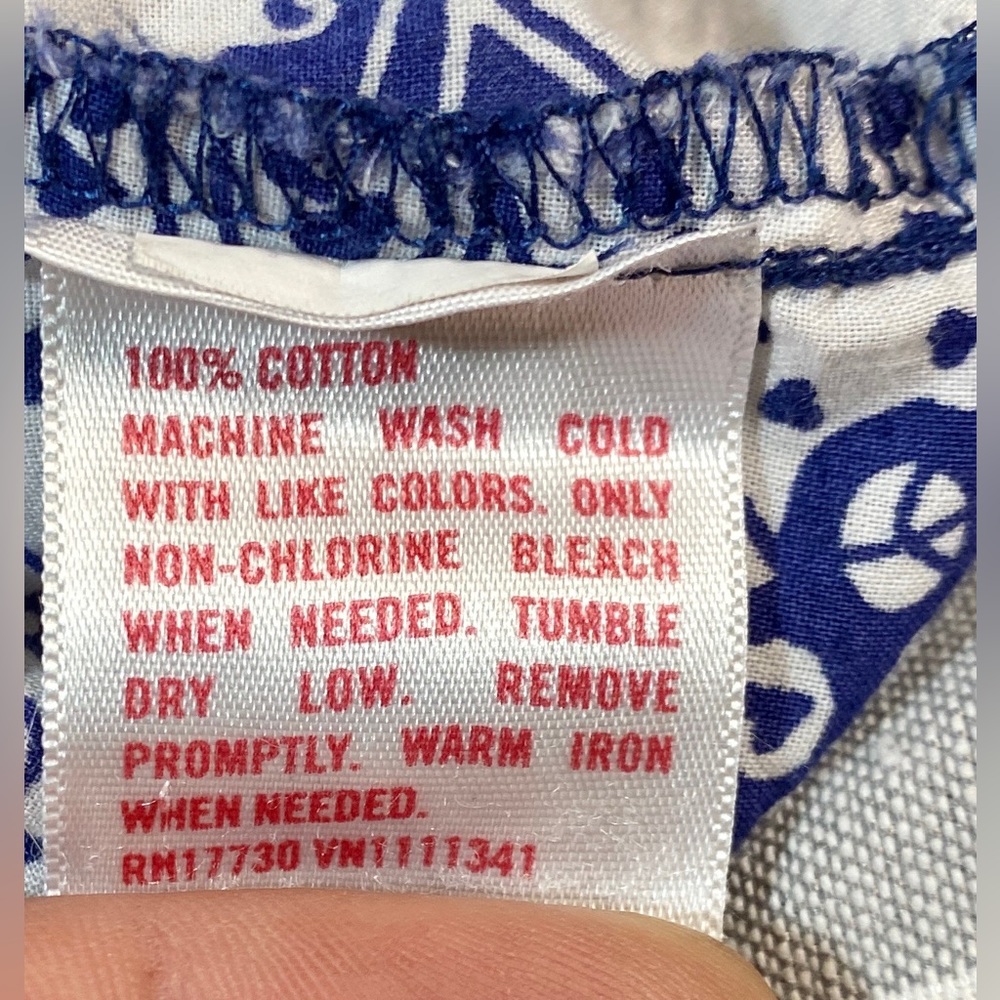 100% COTTON
MACHINE WASH COLD
WITH LIKE COLORS. ONLY
NON-CHLORINE BLEACH
WHEN NEEDED. TUMBLE
DRY LOW. REMOVE
PROMPTLY. WARM IRON
WHEN NEEDED.
RN17730 VN1111341